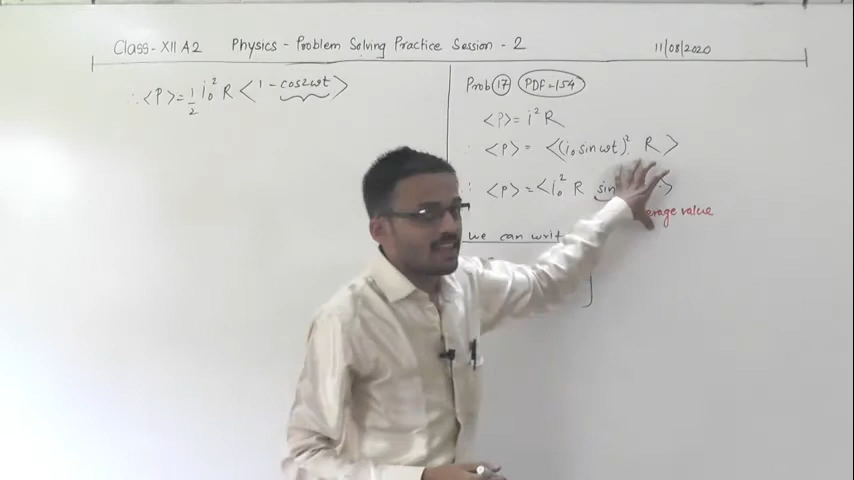 Class - XII A2 Physics - Problem Solving Practice Session - 2 11/08/2020
∴ <P> = 1/2 i₀² R < 1 - cos2ωt >
Prob 17 PDF-154
<P> = i² R
∴ <P> = <(i₀ sin ωt)² R >
∴ <P> = < i₀² R sin >
value
we can writ